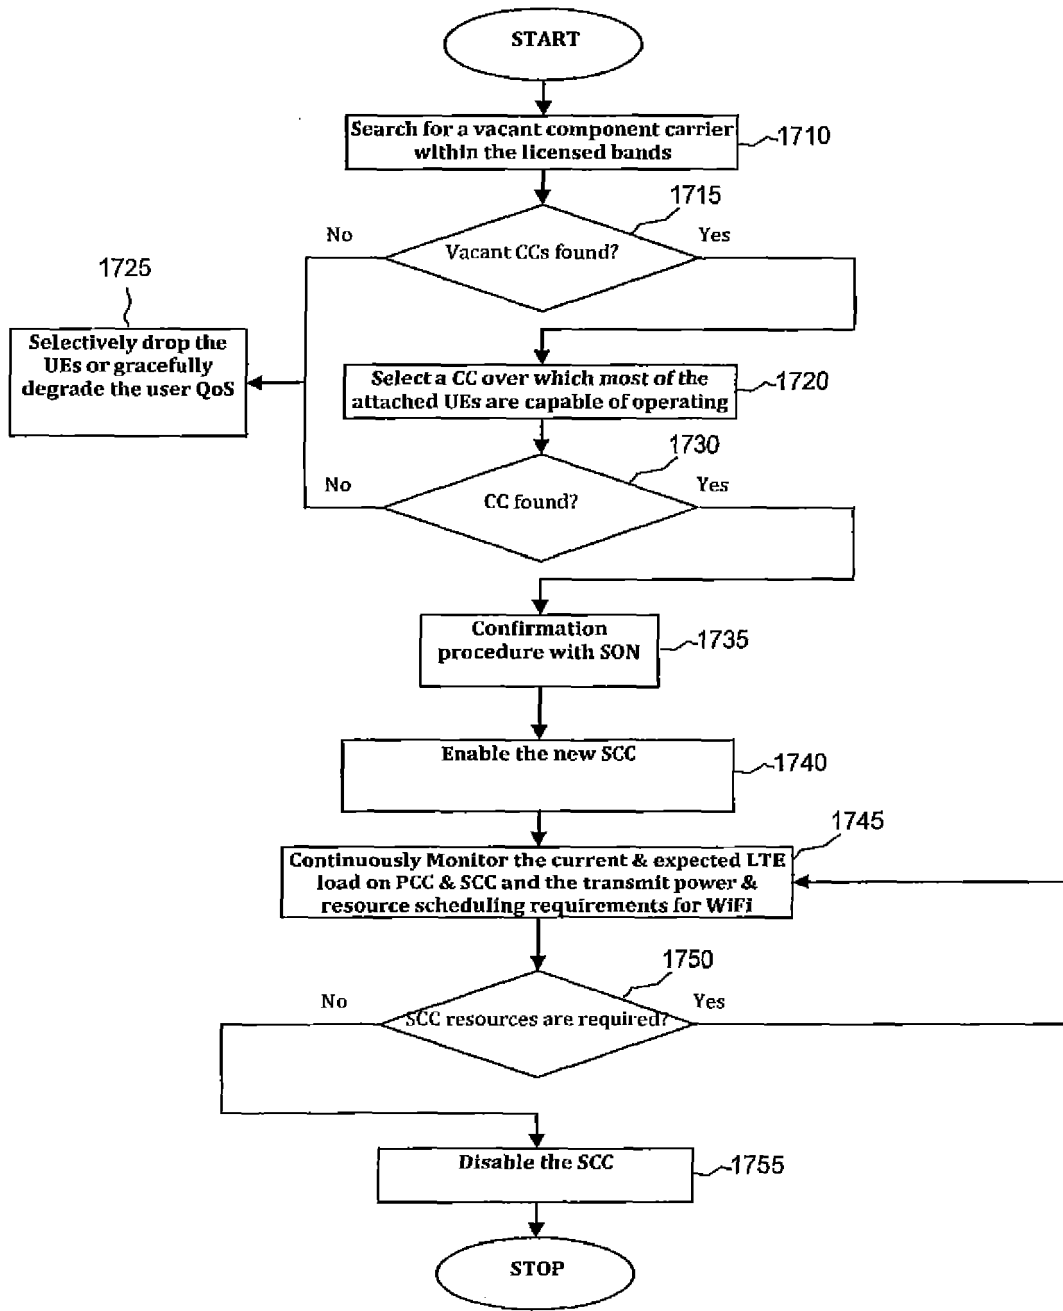 START
Search for a vacant component carrier
within the licensed bands
1710
1715
No
Yes
Vacant CCs found?
1725
Selectively drop the
UEs or gracefully
degrade the user QoS
Select a CC over which most of the
attached UEs are capable of operating
1720
1730
No
Yes
CC found?
Confirmation
procedure with SON
1735
Enable the new SCC
1740
1745
Continuously Monitor the current & expected LTE
load on PCC & SCC and the transmit power &
resource scheduling requirements for WiFi
1750
No
Yes
SCC resources are required?
Disable the SCC
1755
STOP